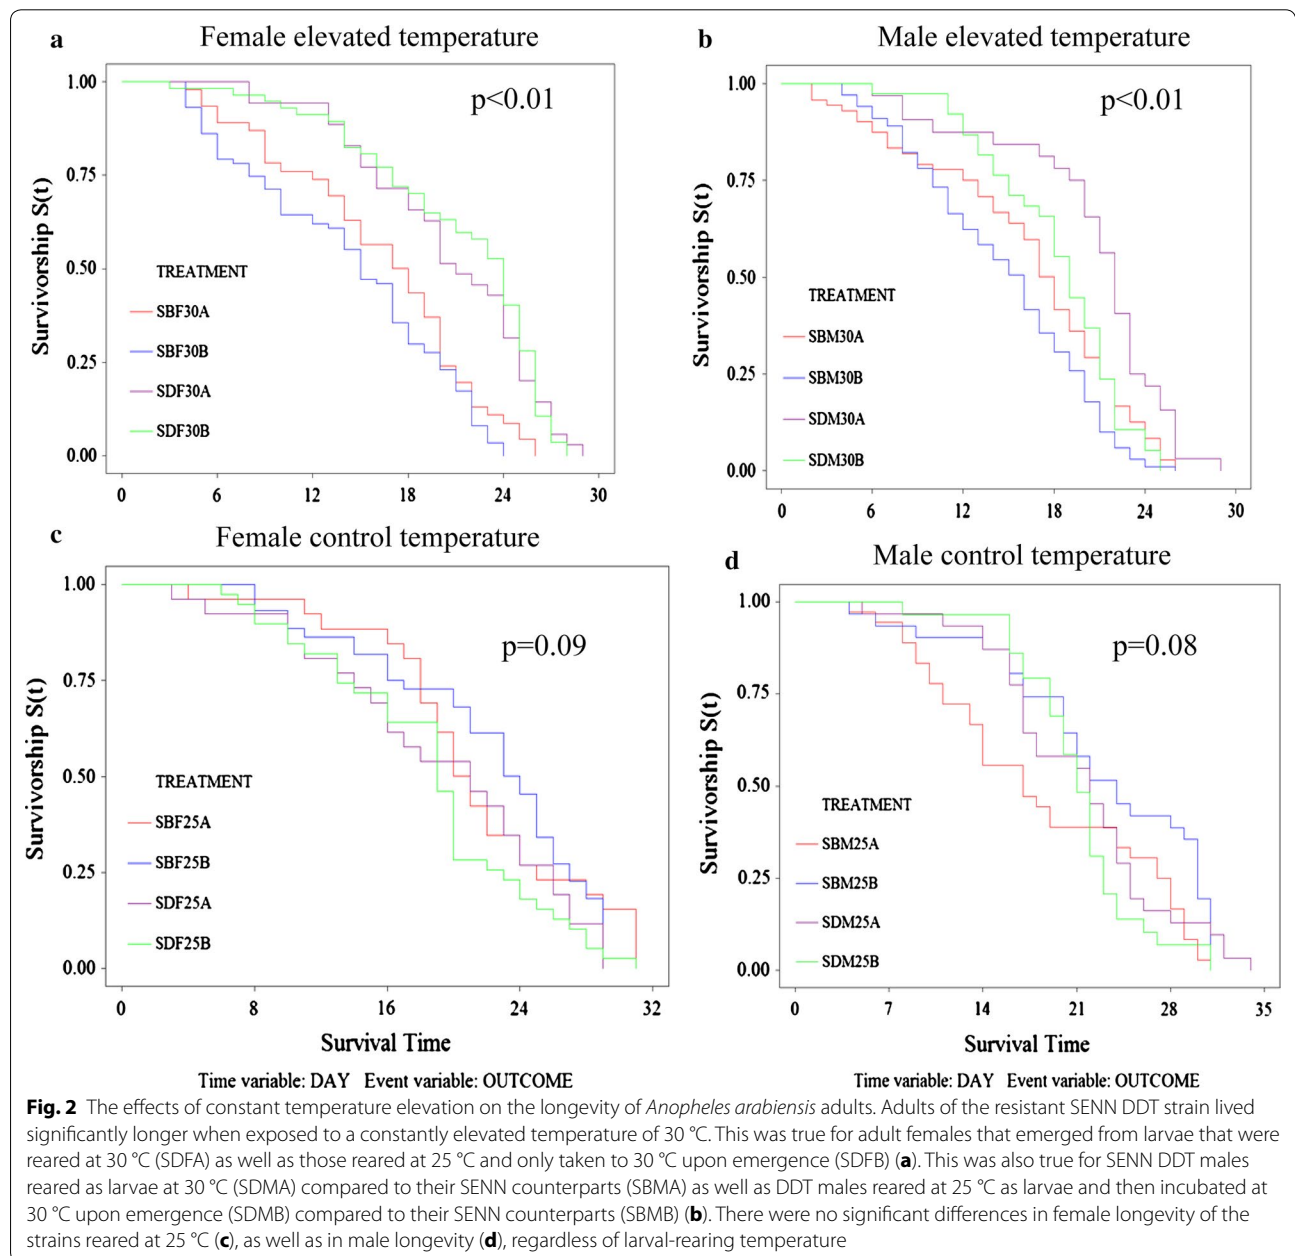 a
Female elevated temperature
p<0.01
Survivorship S(t)
1.00
0.75
0.50
0.25
0.00
TREATMENT
SBF30A
SBF30B
SDF30A
SDF30B
0 6 12 18 24 30
b
Male elevated temperature
p<0.01
Survivorship S(t)
1.00
0.75
0.50
0.25
0.00
TREATMENT
SBM30A
SBM30B
SDM30A
SDM30B
0 6 12 18 24 30
c
Female control temperature
p=0.09
Survivorship S(t)
1.00
0.75
0.50
0.25
0.00
TREATMENT
SBF25A
SBF25B
SDF25A
SDF25B
0 8 16 24 32
Survival Time
Time variable: DAY Event variable: OUTCOME
d
Male control temperature
p=0.08
Survivorship S(t)
1.00
0.75
0.50
0.25
0.00
TREATMENT
SBM25A
SBM25B
SDM25A
SDM25B
0 7 14 21 28 35
Survival Time
Time variable: DAY Event variable: OUTCOME
Fig. 2 The effects of constant temperature elevation on the longevity of Anopheles arabiensis adults. Adults of the resistant SENN DDT strain lived
significantly longer when exposed to a constantly elevated temperature of 30 °C. This was true for adult females that emerged from larvae that were
reared at 30 °C (SDFA) as well as those reared at 25 °C and only taken to 30 °C upon emergence (SDFB) (a). This was also true for SENN DDT males
reared as larvae at 30 °C (SDMA) compared to their SENN counterparts (SBMA) as well as DDT males reared at 25 °C as larvae and then incubated at
30 °C upon emergence (SDMB) compared to their SENN counterparts (SBMB) (b). There were no significant differences in female longevity of the
strains reared at 25 °C (c), as well as in male longevity (d), regardless of larval-rearing temperature